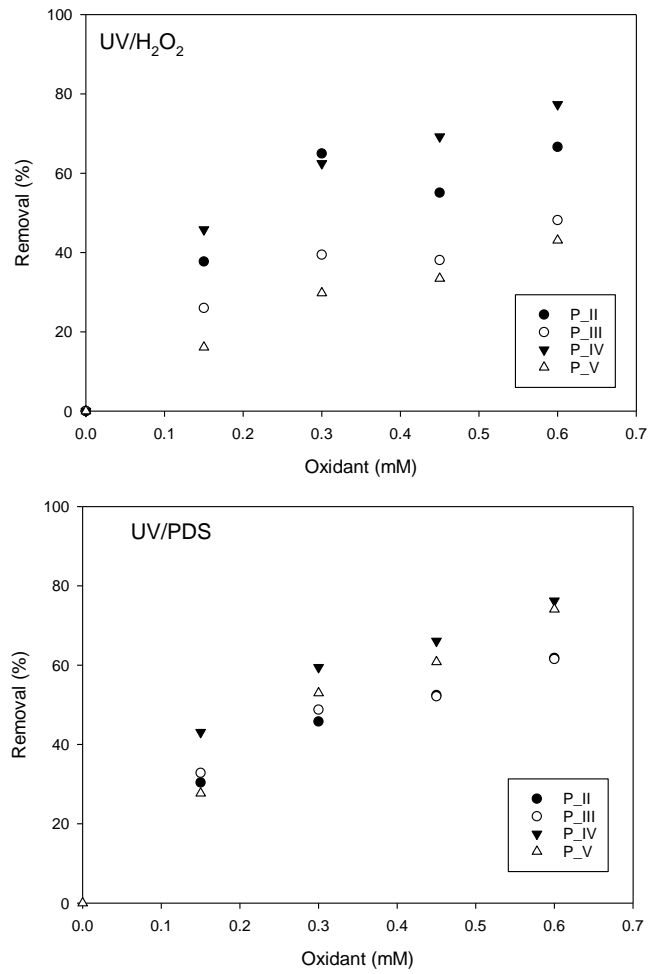 UV/H₂O₂
Removal (%)
100
80
60
40
20
0
P_II
P_III
P_IV
P_V
0.0 0.1 0.2 0.3 0.4 0.5 0.6 0.7
Oxidant (mM)
UV/PDS
Removal (%)
100
80
60
40
20
0
P_II
P_III
P_IV
P_V
0.0 0.1 0.2 0.3 0.4 0.5 0.6 0.7
Oxidant (mM)